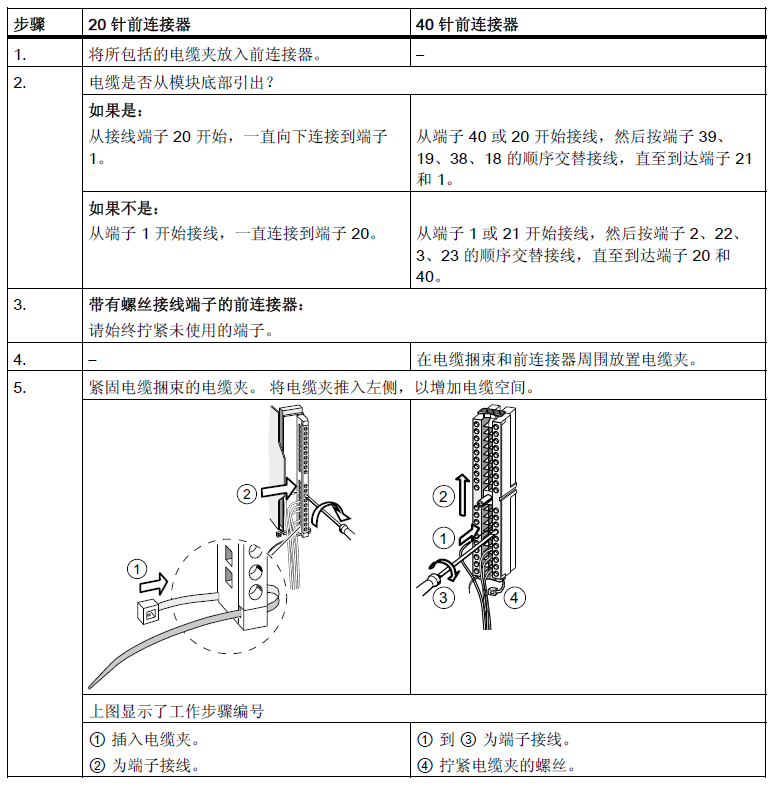 步骤 20 针前连接器 40 针前连接器
1. 将所包括的电缆夹放入前连接器。 –
2. 电缆是否从模块底部引出?
如果是:
从接线端子 20 开始，一直向下连接到端子
1。
从端子 40 或 20 开始接线，然后按端子 39、
19、38、18 的顺序交替接线，直至到达端子 21
和 1。
如果不是:
从端子 1 开始接线，一直连接到端子 20。
从端子 1 或 21 开始接线，然后按端子 2、22、
3、23 的顺序交替接线，直至到达端子 20 和
40。
3. 带有螺丝接线端子的前连接器:
请始终拧紧未使用的端子。
4. – 在电缆捆束和前连接器周围放置电缆夹。
5. 紧固电缆捆束的电缆夹。 将电缆夹推入左侧，以增加电缆空间。
②
①
②
①
③
④
上图显示了工作步骤编号
① 插入电缆夹。
② 为端子接线。
① 到 ③ 为端子接线。
④ 拧紧电缆夹的螺丝。